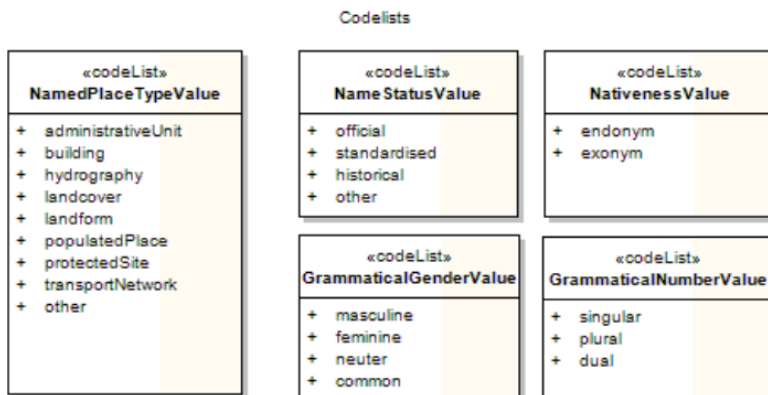 Codelists
«codeList»
NamedPlaceTypeValue
+ administrativeUnit
+ building
+ hydrography
+ landcover
+ landform
+ populatedPlace
+ protectedSite
+ transportNetwork
+ other
«codeList»
NameStatusValue
+ official
+ standardised
+ historical
+ other
«codeList»
NativenessValue
+ endonym
+ exonym
«codeList»
GrammaticalGenderValue
+ masculine
+ feminine
+ neuter
+ common
«codeList»
GrammaticalNumberValue
+ singular
+ plural
+ dual